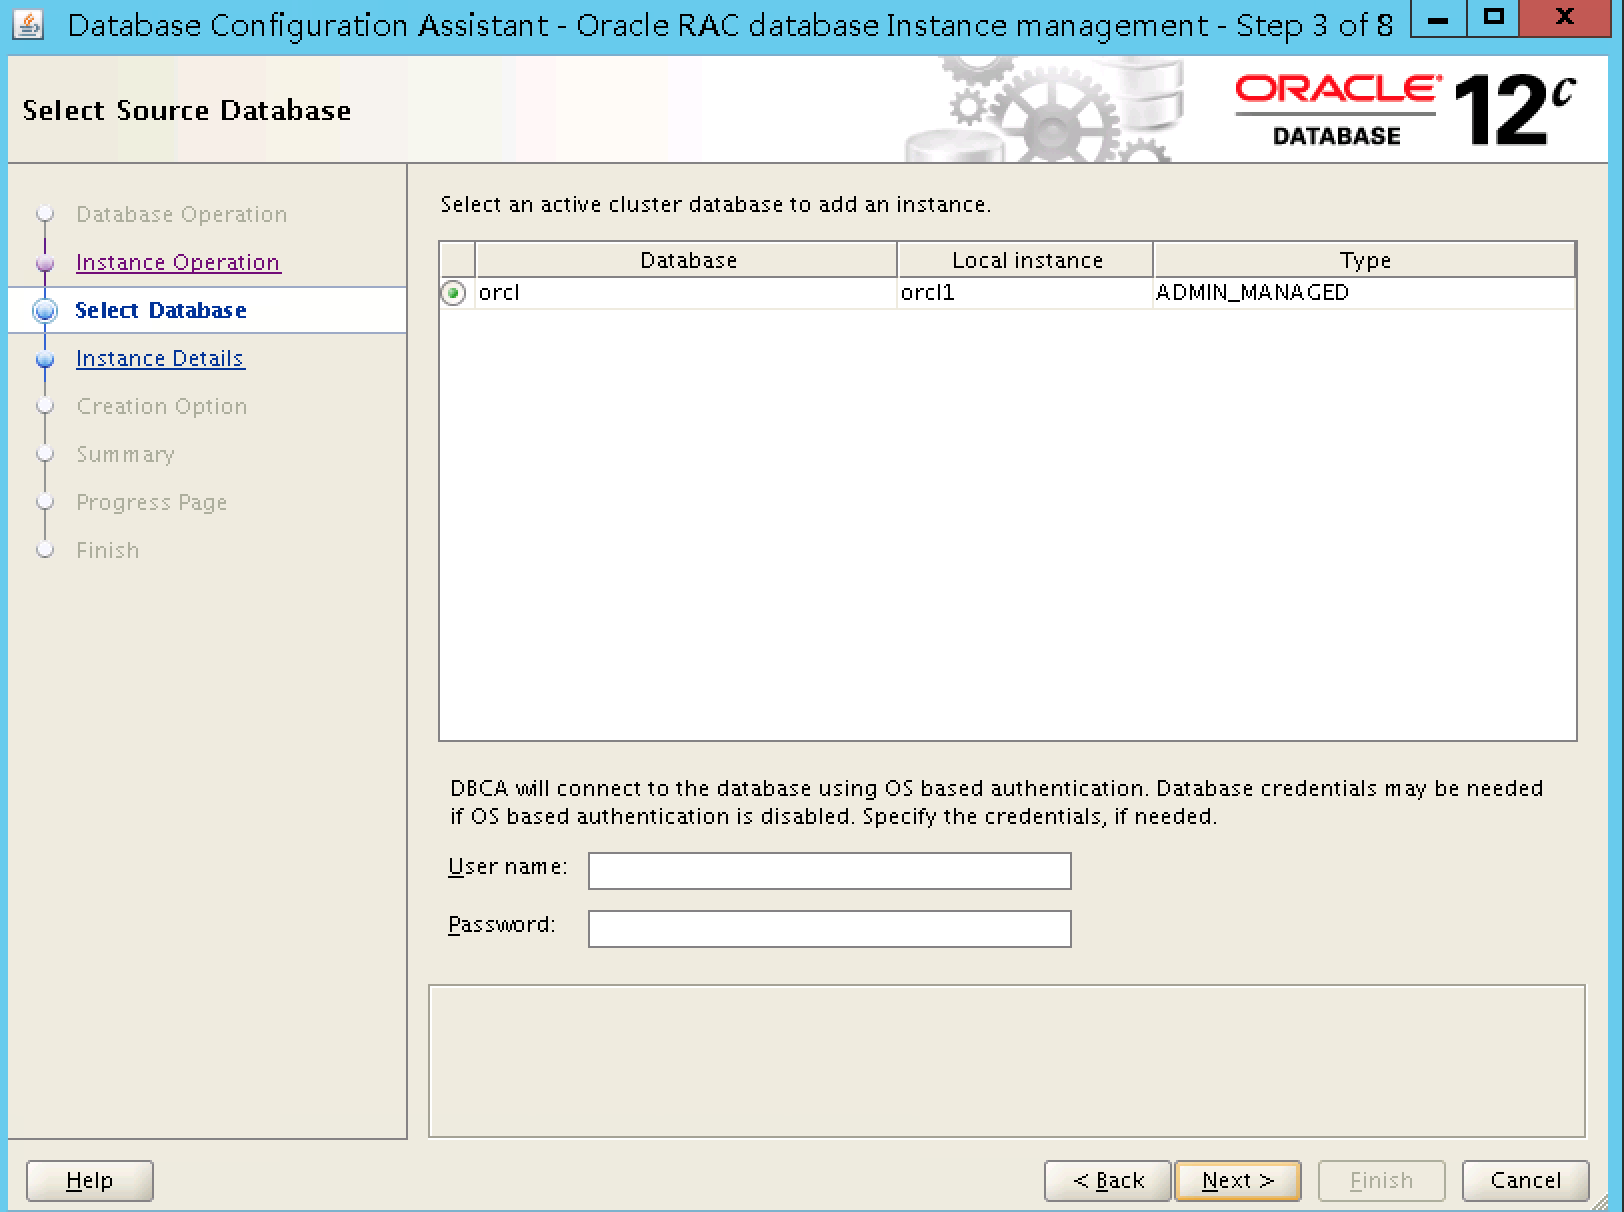 Database Configuration Assistant - Oracle RAC database Instance management - Step 3 of 8
Select Source Database
ORACLE
DATABASE
12c
Database Operation
Instance Operation
Select Database
Instance Details
Creation Option
Summary
Progress Page
Finish
Select an active cluster database to add an instance.
Database Local instance Type
orcl orcl1 ADMIN_MANAGED
DBCA will connect to the database using OS based authentication. Database credentials may be needed
if OS based authentication is disabled. Specify the credentials, if needed.
User name:
Password:
Help < Back Next > Finish Cancel